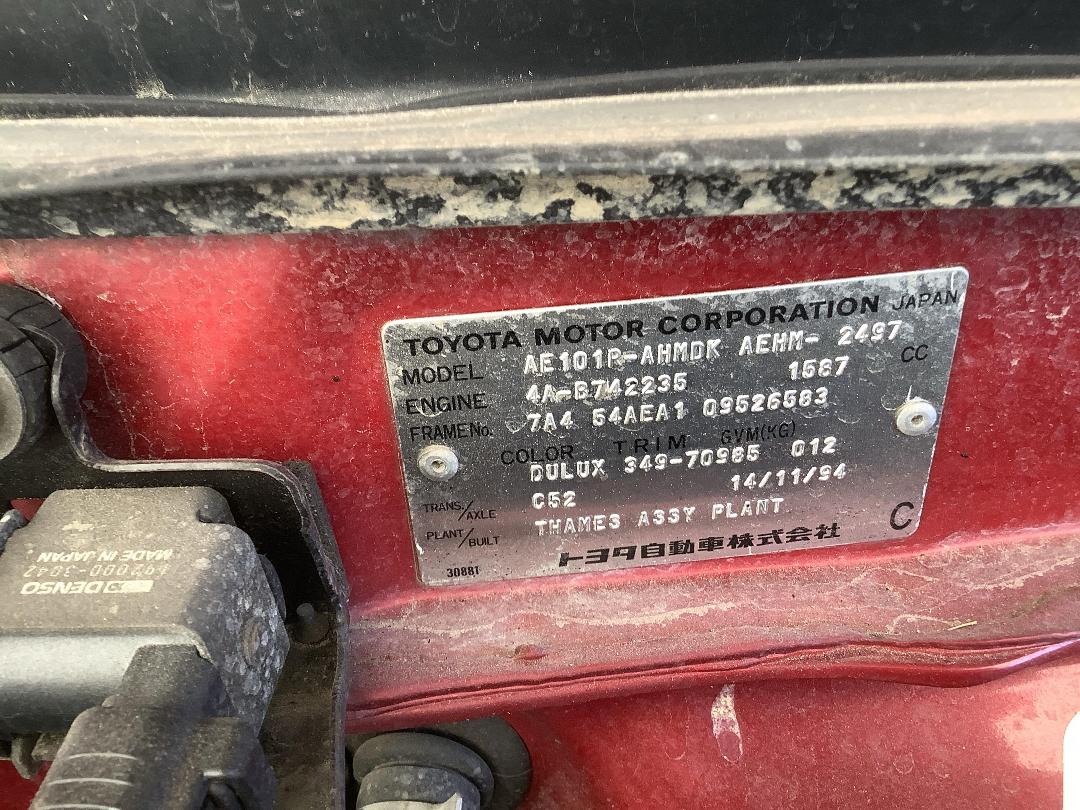 TOYOTA MOTOR CORPORATION JAPAN
MODEL AE101R-AHMDK AEHM- 2497
ENGINE 4A-B742235 1587 CC
FRAME No. 7A4 54AEA1 09526583
COLOR TRIM GVM(KG)
DULUX 349-70985 012
TRANS./AXLE C52 14/11/94
PLANT/BUILT THAMES ASSY PLANT
30881 トヨタ自動車株式会社 C
DENSO
MADE IN JAPAN